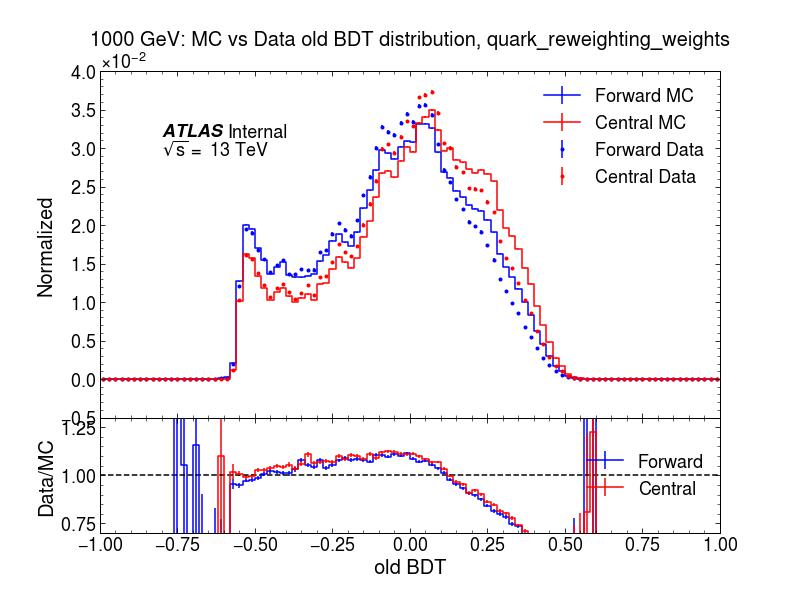 1000 GeV: MC vs Data old BDT distribution, quark_reweighting_weights
×10⁻²
4.0
3.5
3.0
2.5
2.0
1.5
1.0
0.5
0.0
Normalized
ATLAS Internal
√s = 13 TeV
Forward MC
Central MC
Forward Data
Central Data
1.25
1.00
0.75
Data/MC
Forward
Central
−1.00 −0.75 −0.50 −0.25 0.00 0.25 0.50 0.75 1.00
old BDT